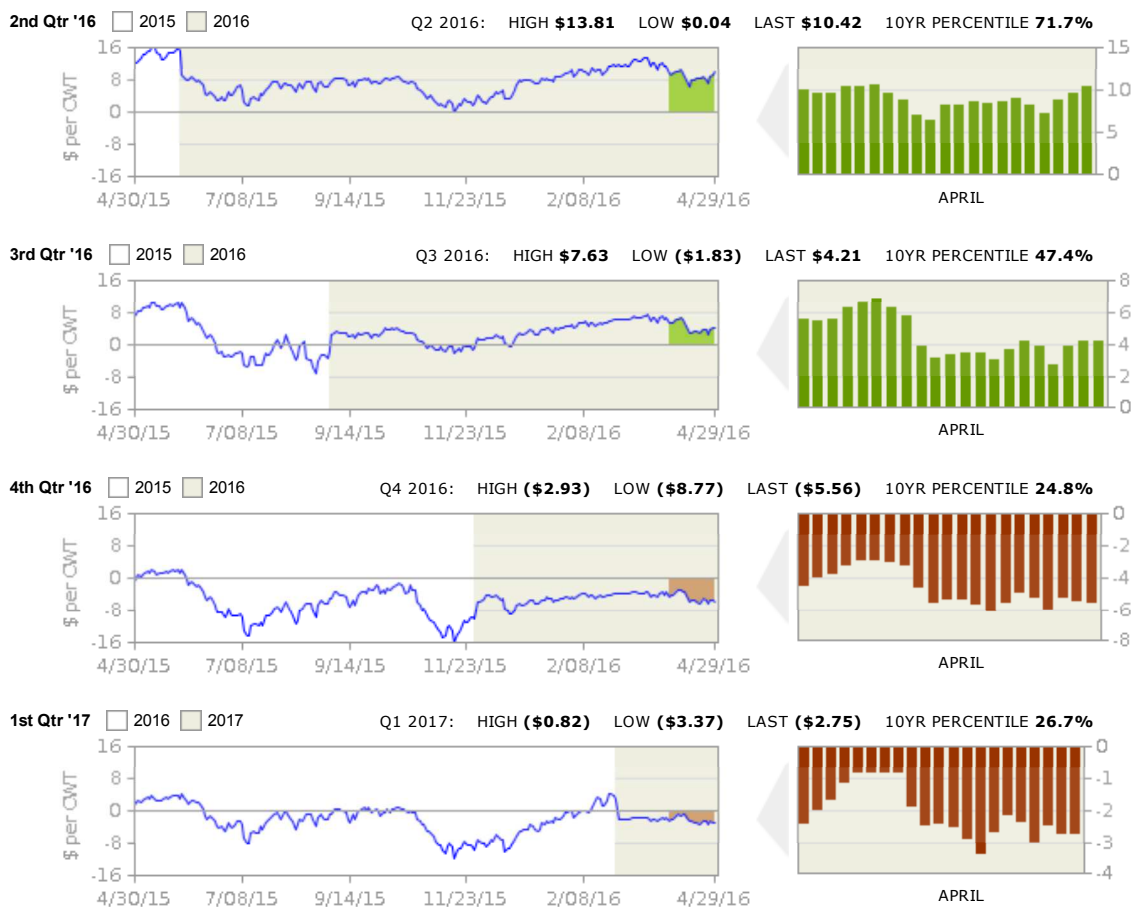 2nd Qtr '16 2015 2016 Q2 2016: HIGH $13.81 LOW $0.04 LAST $10.42 10YR PERCENTILE 71.7%
$ per CWT
16
8
0
-8
-16
4/30/15 7/08/15 9/14/15 11/23/15 2/08/16 4/29/16
15
10
5
0
APRIL
3rd Qtr '16 2015 2016 Q3 2016: HIGH $7.63 LOW ($1.83) LAST $4.21 10YR PERCENTILE 47.4%
$ per CWT
16
8
0
-8
-16
4/30/15 7/08/15 9/14/15 11/23/15 2/08/16 4/29/16
8
6
4
2
0
APRIL
4th Qtr '16 2015 2016 Q4 2016: HIGH ($2.93) LOW ($8.77) LAST ($5.56) 10YR PERCENTILE 24.8%
$ per CWT
16
8
0
-8
-16
4/30/15 7/08/15 9/14/15 11/23/15 2/08/16 4/29/16
-0
-2
-4
-6
-8
APRIL
1st Qtr '17 2016 2017 Q1 2017: HIGH ($0.82) LOW ($3.37) LAST ($2.75) 10YR PERCENTILE 26.7%
$ per CWT
16
8
0
-8
-16
4/30/15 7/08/15 9/14/15 11/23/15 2/08/16 4/29/16
-0
-1
-2
-3
-4
APRIL